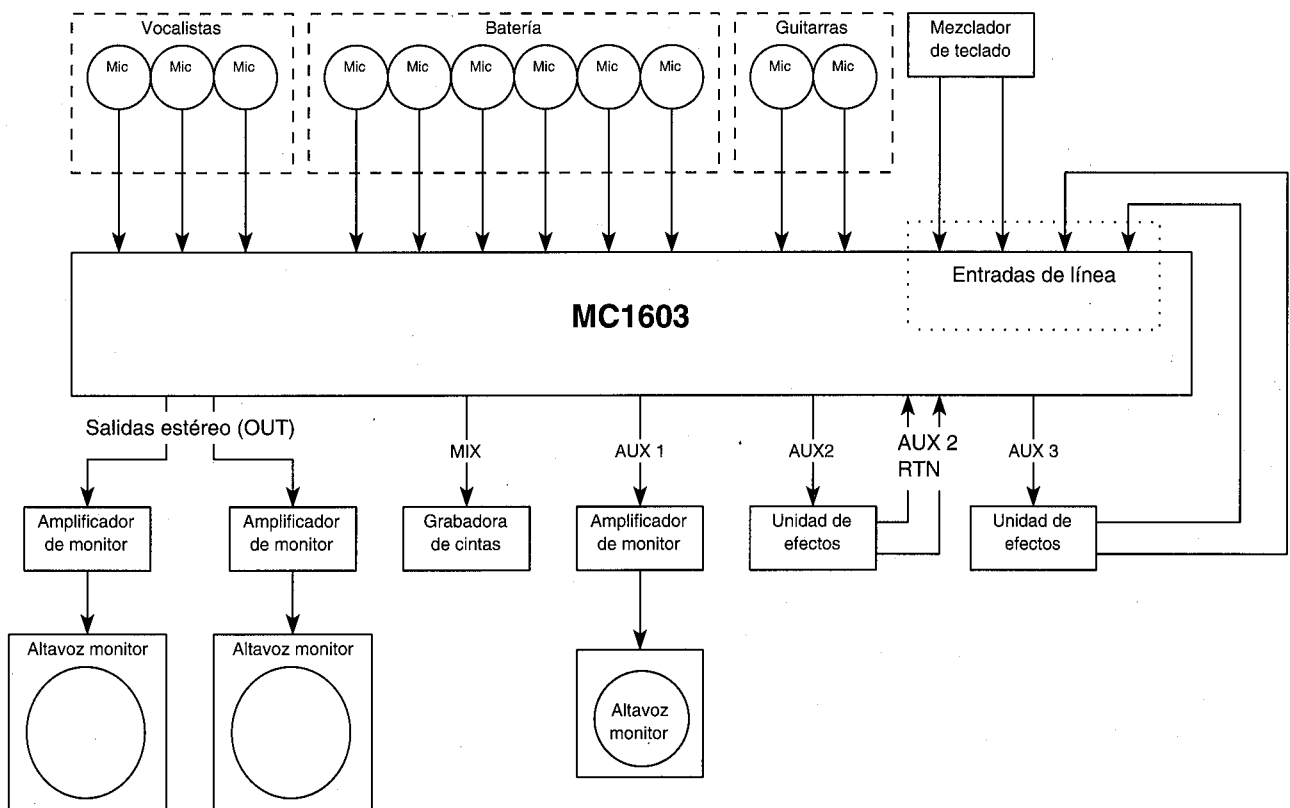 Vocalistas
Batería
Guitarras
Mezclador
de teclado
Mic
Mic
Mic
Mic
Mic
Mic
Mic
Mic
Mic
Mic
Mic
Entradas de línea
MC1603
Salidas estéreo (OUT)
MIX
AUX 1
AUX2
AUX 2
RTN
AUX 3
Amplificador
de monitor
Amplificador
de monitor
Grabadora
de cintas
Amplificador
de monitor
Unidad de
efectos
Unidad de
efectos
Altavoz monitor
Altavoz monitor
Altavoz
monitor